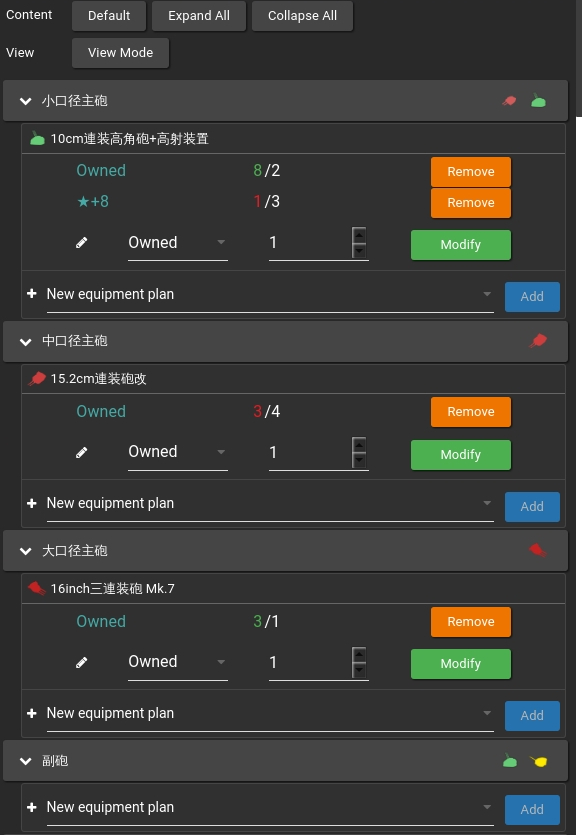 Content Default Expand All Collapse All
View View Mode
小口径主砲
10cm連装高角砲+高射装置
Owned 8/2 Remove
★+8 1/3 Remove
Owned 1 Modify
New equipment plan Add
中口径主砲
15.2cm連装砲改
Owned 3/4 Remove
Owned 1 Modify
New equipment plan Add
大口径主砲
16inch三連装砲 Mk.7
Owned 3/1 Remove
Owned 1 Modify
New equipment plan Add
副砲
New equipment plan Add